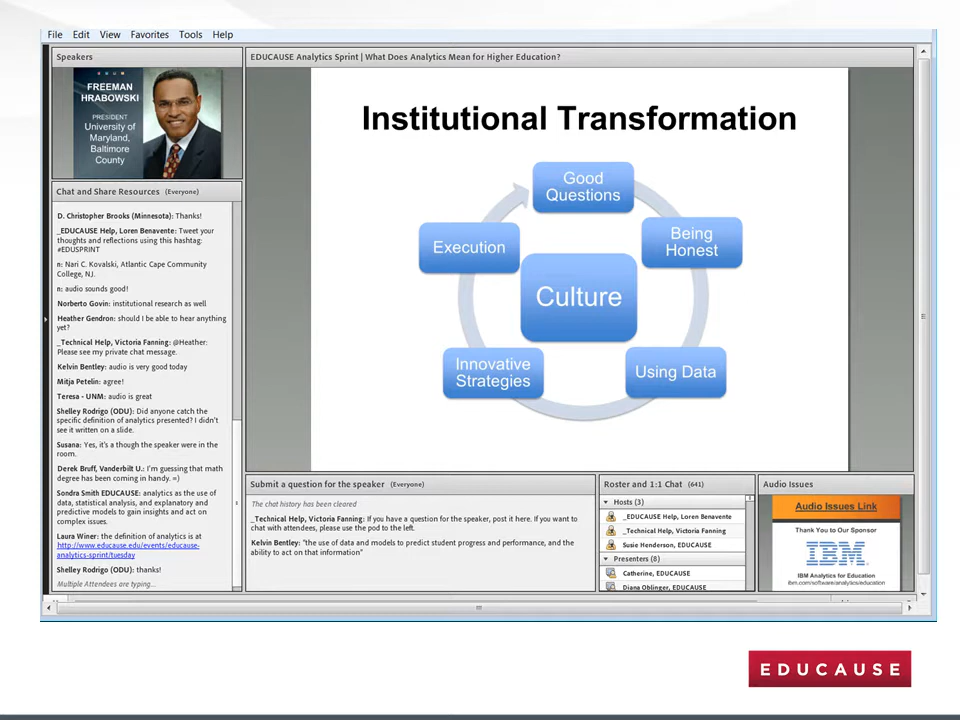 File Edit View Favorites Tools Help
Speakers
FREEMAN
HRABOWSKI
PRESIDENT
University of
Maryland,
Baltimore
County
Chat and Share Resources (Everyone)
D. Christopher Brooks (Minnesota): Thanks!
_EDUCAUSE Help, Loren Benavente: Tweet your
thoughts and reflections using this hashtag:
#EDUSPRINT
n: Nari C. Kovalski, Atlantic Cape Community
College, NJ.
n: audio sounds good!
Norberto Govin: institutional research as well
Heather Gendron: should I be able to hear anything
yet?
_Technical Help, Victoria Fanning: @Heather:
Please see my private chat message.
Kelvin Bentley: audio is very good today
Mitja Petelin: agree!
Teresa - UNM: audio is great
Shelley Rodrigo (ODU): Did anyone catch the
specific definition of analytics presented? I didn't
see it written on a slide.
Susana: Yes, it's a though the speaker were in the
room.
Derek Bruff, Vanderbilt U.: I'm guessing that math
degree has been coming in handy. =)
Sondra Smith EDUCAUSE: analytics as the use of
data, statistical analysis, and explanatory and
predictive models to gain insights and act on
complex issues.
Laura Winer: the definition of analytics is at
http://www.educause.edu/events/educause-
analytics-sprint/tuesday
Shelley Rodrigo (ODU): thanks!
Multiple Attendees are typing...
EDUCAUSE Analytics Sprint | What Does Analytics Mean for Higher Education?
Institutional Transformation
Good
Questions
Being
Honest
Using Data
Innovative
Strategies
Execution
Culture
Submit a question for the speaker (Everyone)
The chat history has been cleared
_Technical Help, Victoria Fanning: If you have a question for the speaker, post it here. If you want to
chat with attendees, please use the pod to the left.
Kelvin Bentley: "the use of data and models to predict student progress and performance, and the
ability to act on that information"
Roster and 1:1 Chat (641)
Hosts (3)
_EDUCAUSE Help, Loren Benavente
_Technical Help, Victoria Fanning
Susie Henderson, EDUCAUSE
Presenters (8)
Catherine, EDUCAUSE
Diana Oblinger, EDUCAUSE
Audio Issues
Audio Issues Link
Thank You to Our Sponsor
IBM
IBM Analytics for Education
ibm.com/software/analytics/education
EDUCAUSE